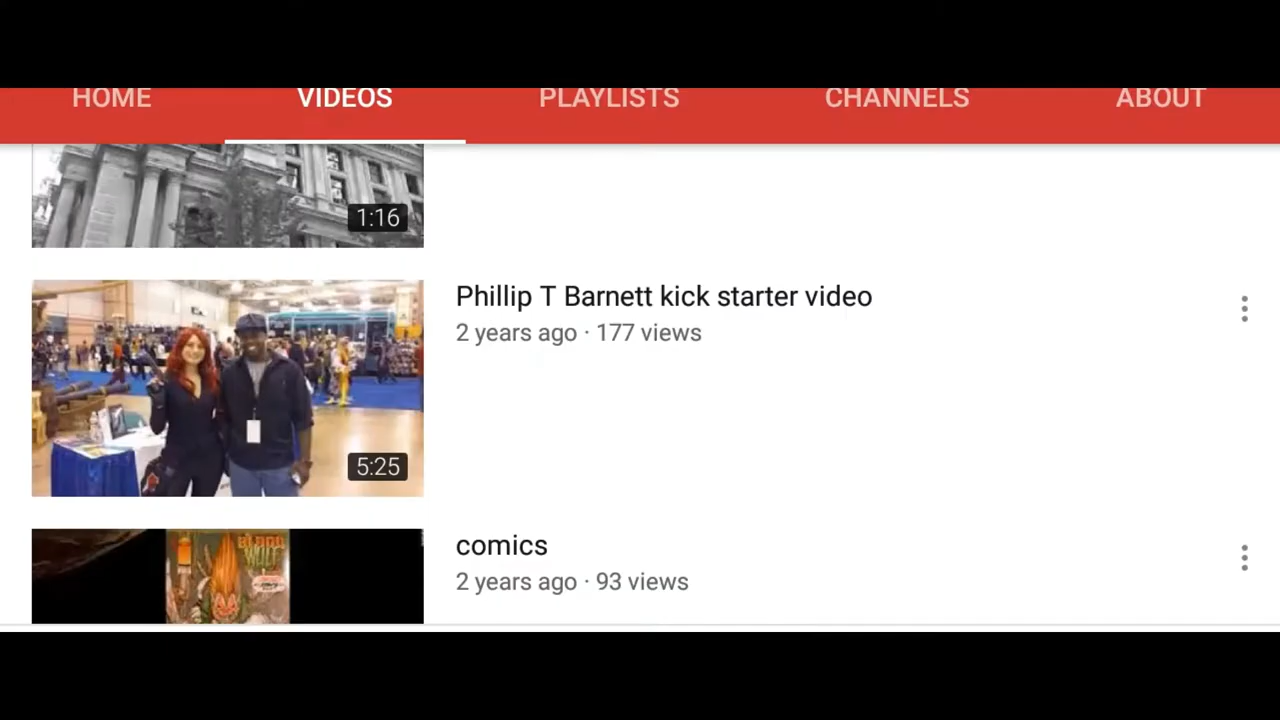 HOME VIDEOS PLAYLISTS CHANNELS ABOUT
1:16
Phillip T Barnett kick starter video
2 years ago · 177 views
5:25
comics
2 years ago · 93 views
WOLF